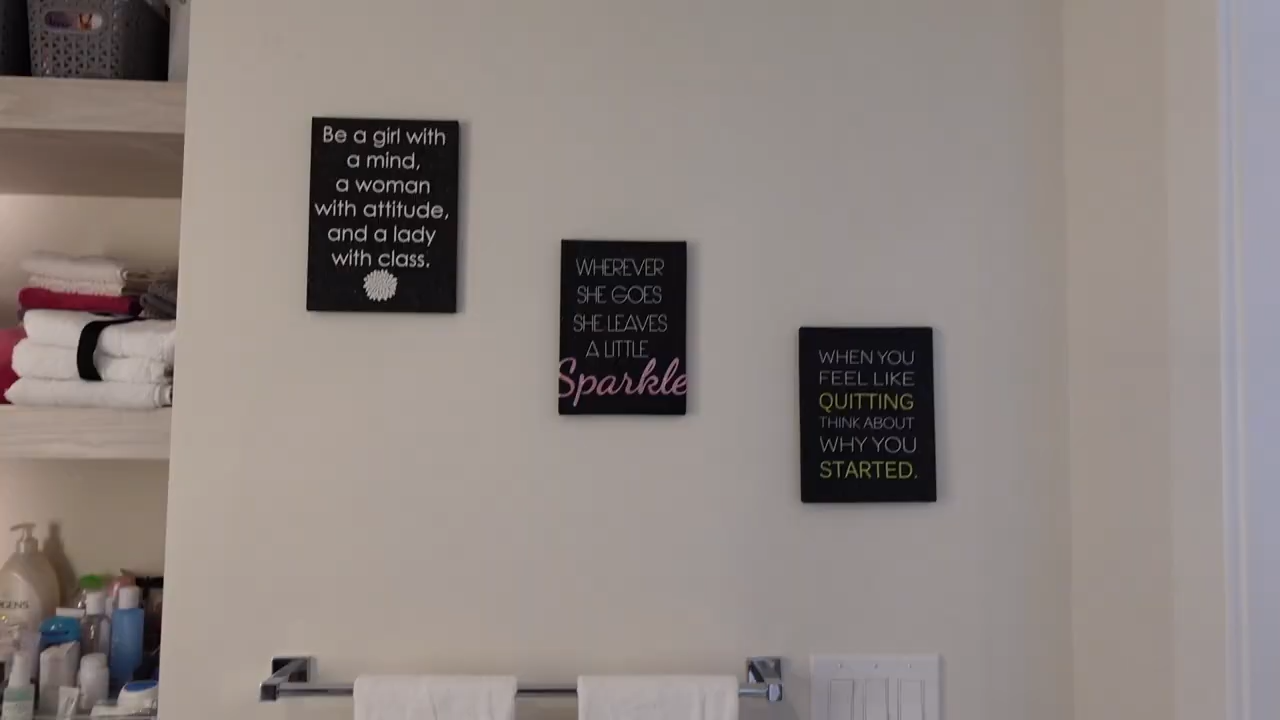 Be a girl with
a mind,
a woman
with attitude,
and a lady
with class.
WHEREVER
SHE GOES
SHE LEAVES
A LITTLE
Sparkle
WHEN YOU
FEEL LIKE
QUITTING
THINK ABOUT
WHY YOU
STARTED.